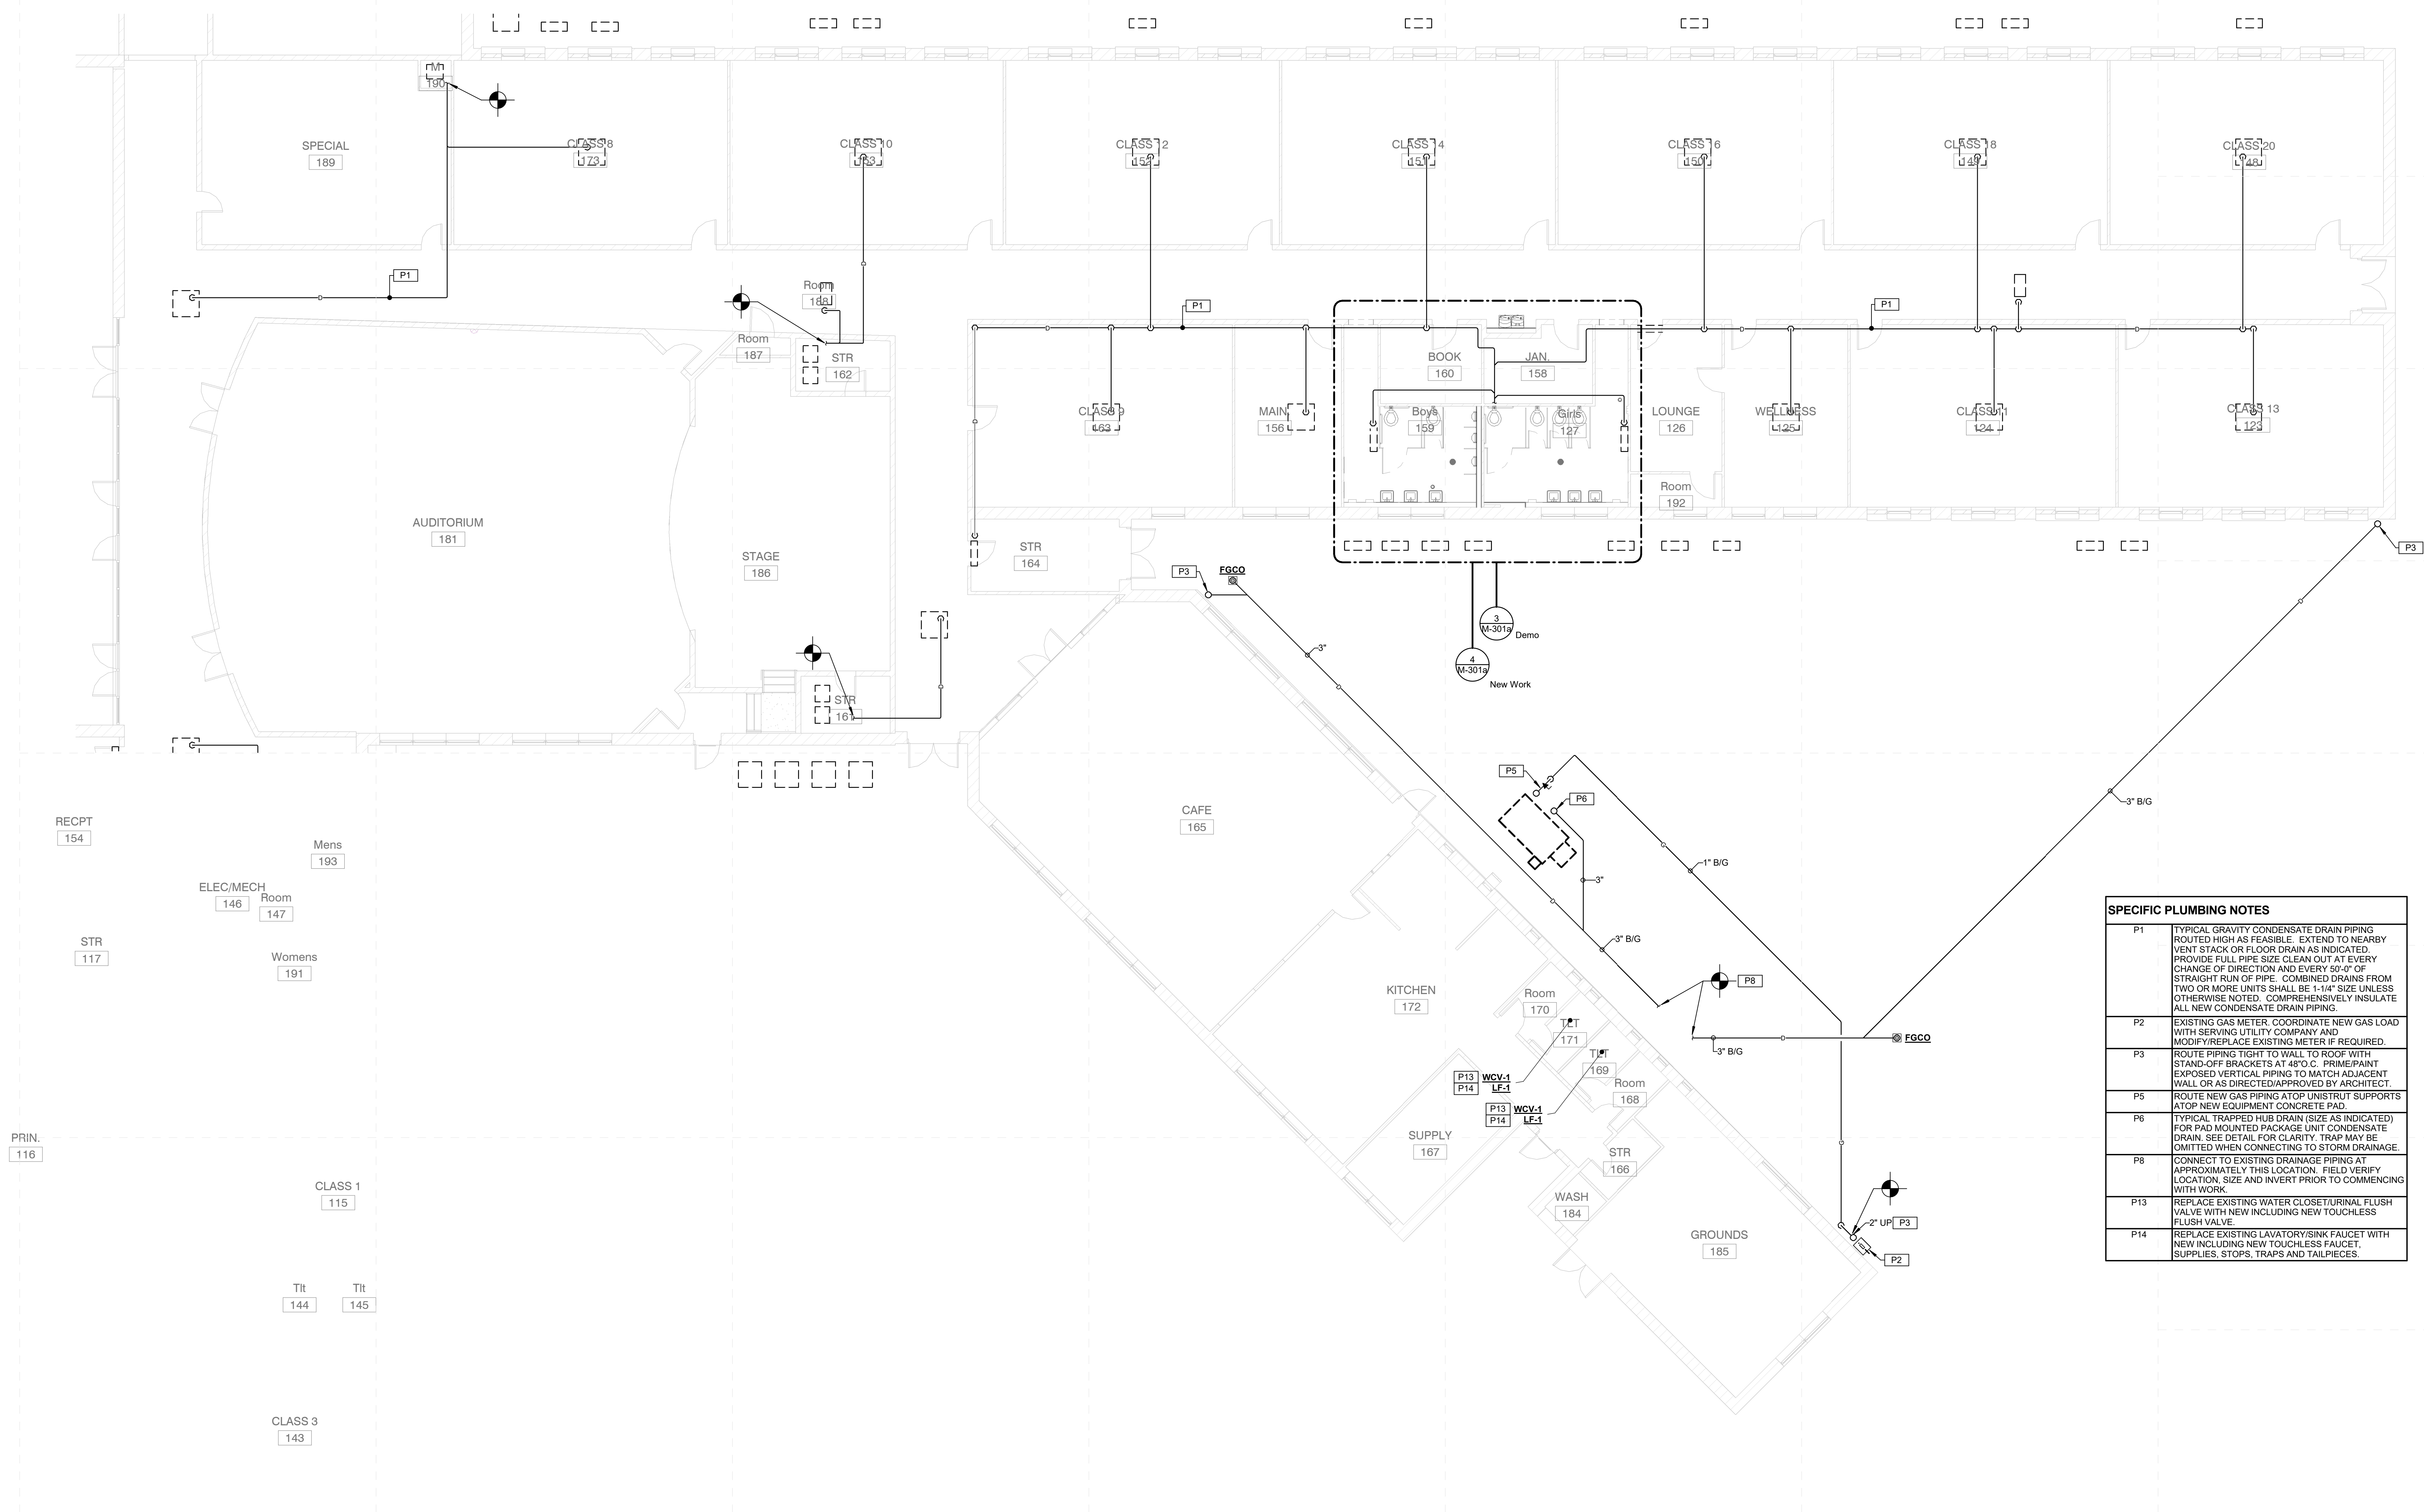 M
190
SPECIAL
189
CLASS 8
173
CLASS 10
153
CLASS 12
152
CLASS 14
151
CLASS 16
150
CLASS 18
149
CLASS 20
148
P1
Room
188
Room
187
STR
162
P1
P1
BOOK
160
JAN.
158
CLASS 9
163
MAIN
156
Boys
159
Girls
127
LOUNGE
126
WELLNESS
125
CLASS 11
124
CLASS 13
123
Room
192
AUDITORIUM
181
STAGE
186
STR
164
P3
FGCO
P3
3
M-301a
Demo
4
M-301a
New Work
3"
STR
161
P5
P6
3" B/G
CAFE
165
RECPT
154
Mens
193
ELEC/MECH
146
Room
147
1" B/G
3"
STR
117
Womens
191
3" B/G
P8
KITCHEN
172
Room
170
TLT
171
TLT
169
Room
168
3" B/G
FGCO
P13 WCV-1
P14 LF-1
P13 WCV-1
P14 LF-1
SUPPLY
167
STR
166
PRIN.
116
CLASS 1
115
WASH
184
GROUNDS
185
2" UP P3
P2
Tlt
144
Tlt
145
CLASS 3
143
SPECIFIC PLUMBING NOTES
P1 TYPICAL GRAVITY CONDENSATE DRAIN PIPING
ROUTED HIGH AS FEASIBLE. EXTEND TO NEARBY
VENT STACK OR FLOOR DRAIN AS INDICATED.
PROVIDE FULL PIPE SIZE CLEAN OUT AT EVERY
CHANGE OF DIRECTION AND EVERY 50'-0" OF
STRAIGHT RUN OF PIPE. COMBINED DRAINS FROM
TWO OR MORE UNITS SHALL BE 1-1/4" SIZE UNLESS
OTHERWISE NOTED. COMPREHENSIVELY INSULATE
ALL NEW CONDENSATE DRAIN PIPING.
P2 EXISTING GAS METER. COORDINATE NEW GAS LOAD
WITH SERVING UTILITY COMPANY AND
MODIFY/REPLACE EXISTING METER IF REQUIRED.
P3 ROUTE PIPING TIGHT TO WALL TO ROOF WITH
STAND-OFF BRACKETS AT 48"O.C. PRIME/PAINT
EXPOSED VERTICAL PIPING TO MATCH ADJACENT
WALL OR AS DIRECTED/APPROVED BY ARCHITECT.
P5 ROUTE NEW GAS PIPING ATOP UNISTRUT SUPPORTS
ATOP NEW EQUIPMENT CONCRETE PAD.
P6 TYPICAL TRAPPED HUB DRAIN (SIZE AS INDICATED)
FOR PAD MOUNTED PACKAGE UNIT CONDENSATE
DRAIN. SEE DETAIL FOR CLARITY. TRAP MAY BE
OMITTED WHEN CONNECTING TO STORM DRAINAGE.
P8 CONNECT TO EXISTING DRAINAGE PIPING AT
APPROXIMATELY THIS LOCATION. FIELD VERIFY
LOCATION, SIZE AND INVERT PRIOR TO COMMENCING
WITH WORK.
P13 REPLACE EXISTING WATER CLOSET/URINAL FLUSH
VALVE WITH NEW INCLUDING NEW TOUCHLESS
FLUSH VALVE.
P14 REPLACE EXISTING LAVATORY/SINK FAUCET WITH
NEW INCLUDING NEW TOUCHLESS FAUCET,
SUPPLIES, STOPS, TRAPS AND TAILPIECES.